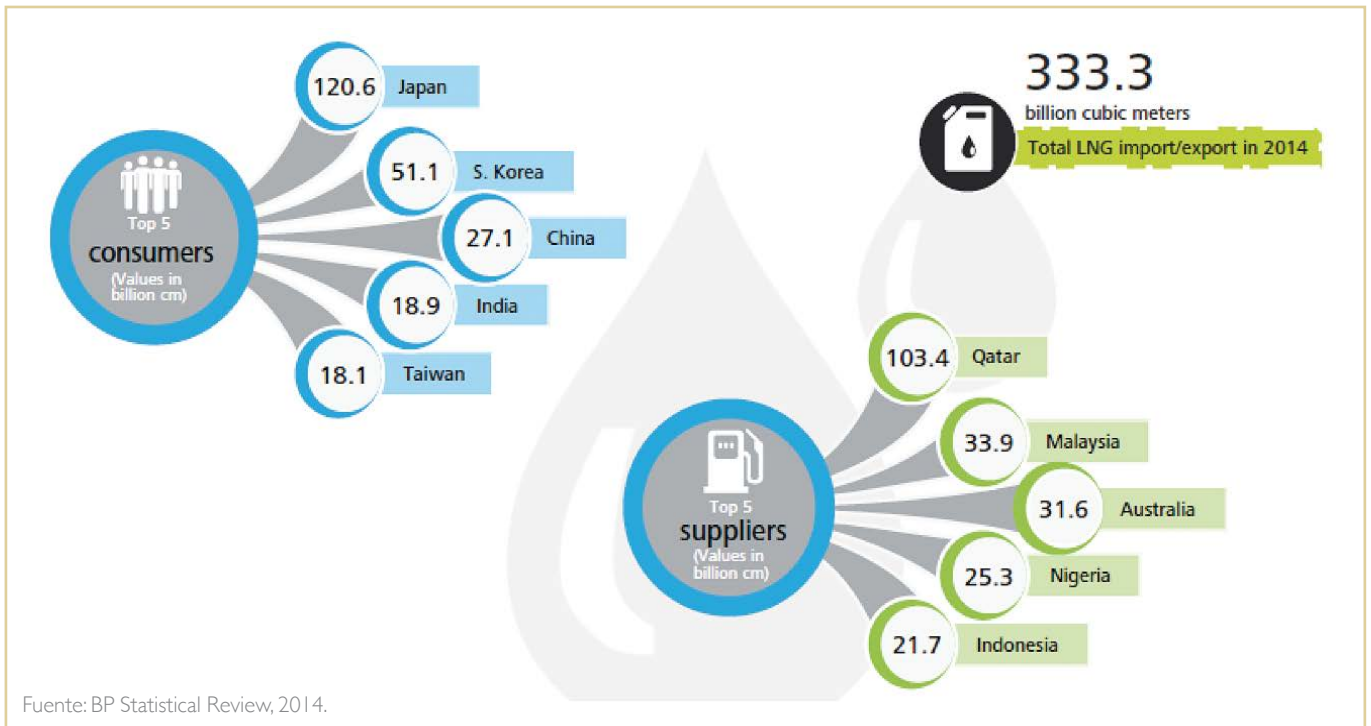 120.6 Japan
51.1 S. Korea
27.1 China
18.9 India
18.1 Taiwan
Top 5
consumers
(Values in
billion cm)
333.3
billion cubic meters
Total LNG import/export in 2014
103.4 Qatar
33.9 Malaysia
31.6 Australia
25.3 Nigeria
21.7 Indonesia
Top 5
suppliers
(Values in
billion cm)
Fuente: BP Statistical Review, 2014.